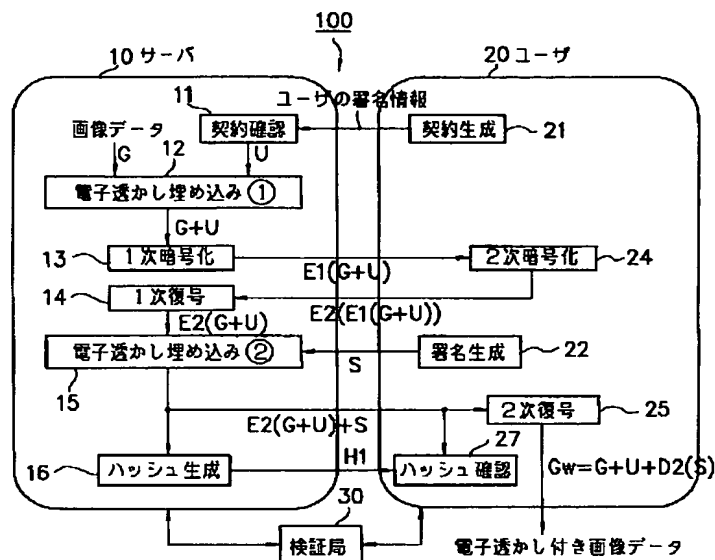 100
10 サーバ
20 ユーザ
11
ユーザの署名情報
画像データ
契約確認
契約生成
21
G
12
U
電子透かし埋め込み ①
G+U
13
1次暗号化
2次暗号化
24
E1(G+U)
14
1次復号
E2(G+U)
E2(E1(G+U))
電子透かし埋め込み ②
署名生成
22
15
S
2次復号
25
E2(G+U)+S
27
16
ハッシュ生成
H1
ハッシュ確認
Gw=G+U+D2(S)
30
検証局
電子透かし付き画像データ